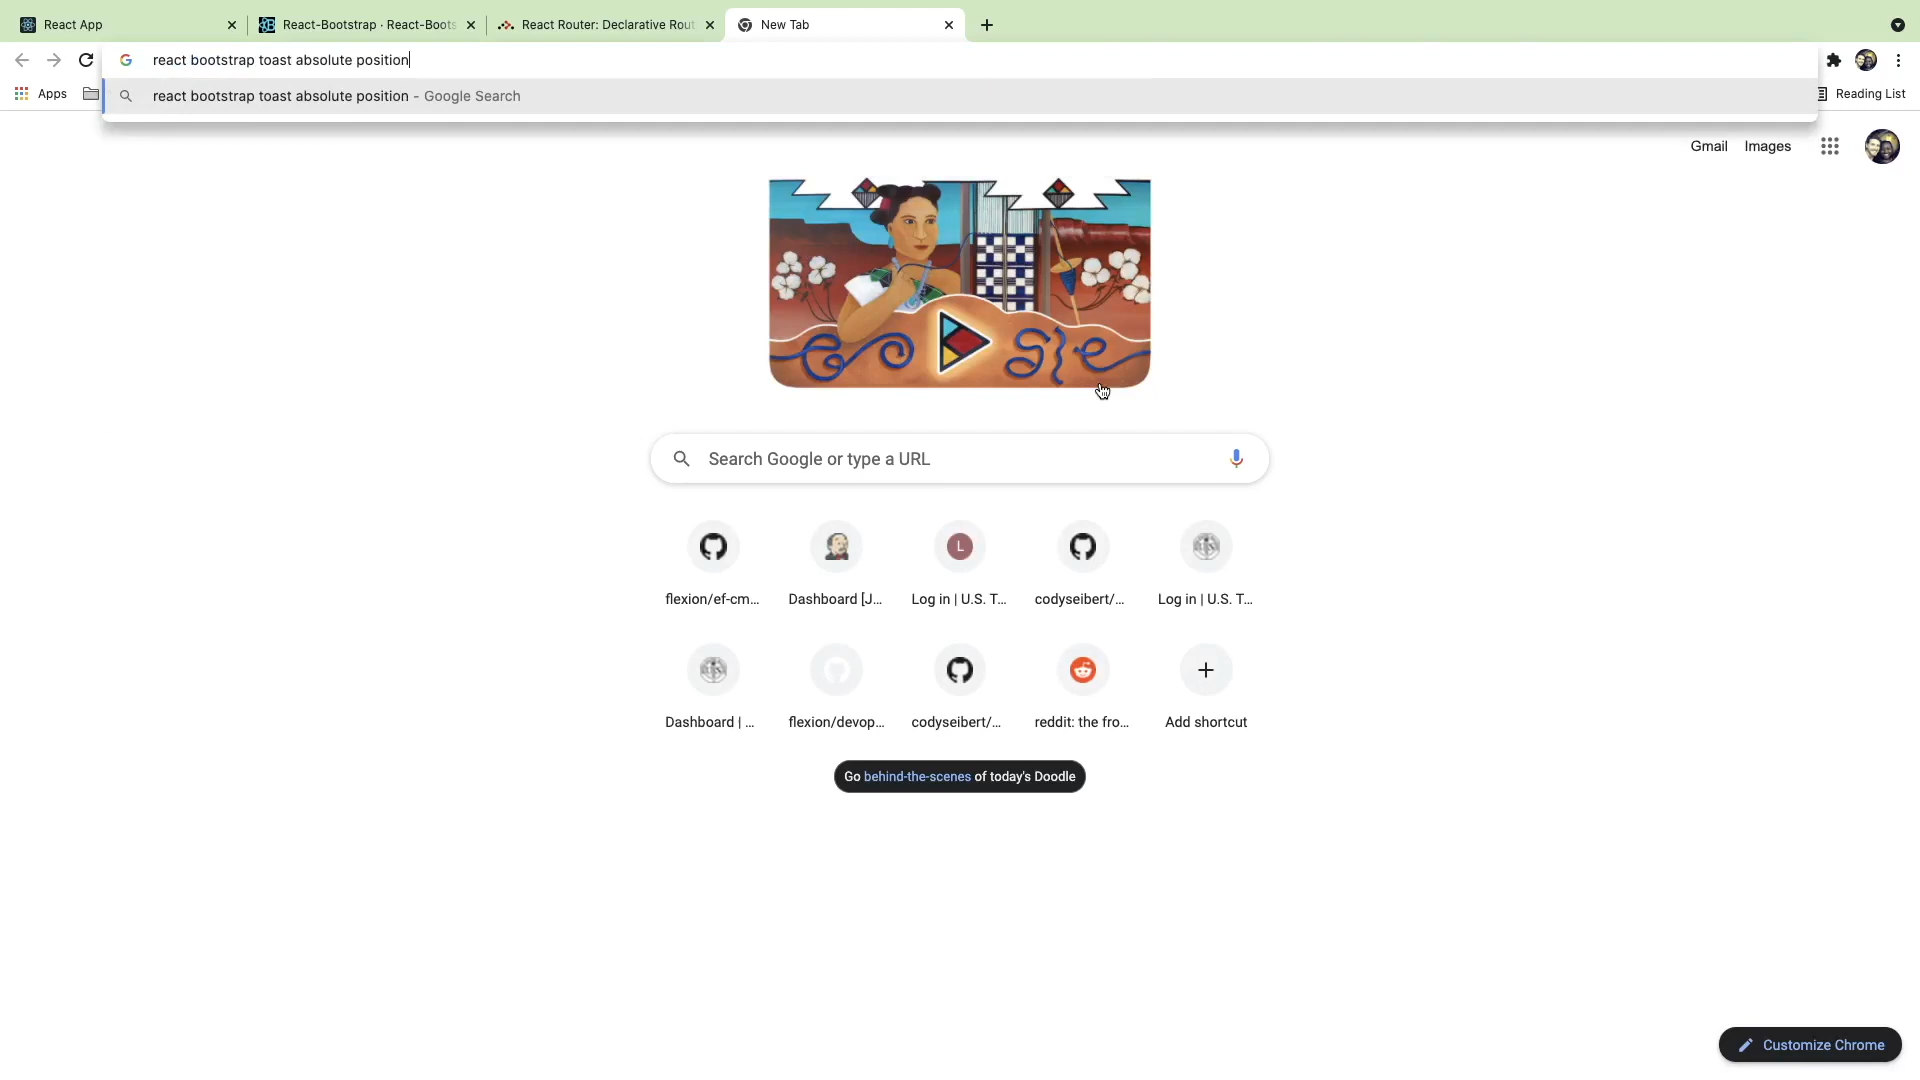 React App
React-Bootstrap · React-Boots
React Router: Declarative Rout
New Tab
react bootstrap toast absolute position
Apps
react bootstrap toast absolute position - Google Search
Reading List
Gmail
Images
Search Google or type a URL
flexion/ef-cm...
Dashboard [J...
L
Log in | U.S. T...
codyseibert/...
Log in | U.S. T...
Dashboard | ...
flexion/devop...
codyseibert/...
reddit: the fro...
Add shortcut
Go behind-the-scenes of today's Doodle
Customize Chrome